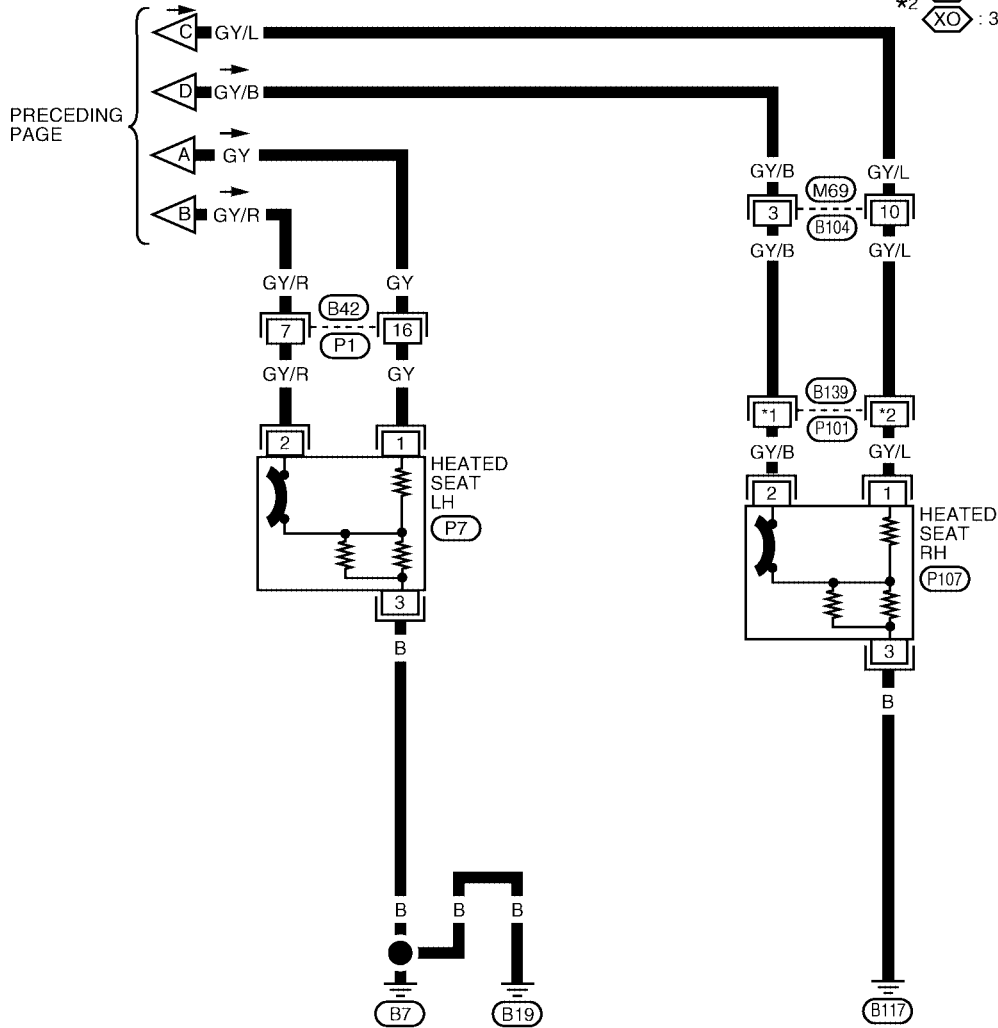 *2
XO : 3
C GY/L
D GY/B
PRECEDING
PAGE
A GY
B GY/R
GY/B GY/L
M69
3 10
B104
GY/B GY/L
GY/R GY
B42
7 16
P1
GY/R GY
B139
*1 *2
P101
GY/B GY/L
2 1
HEATED
SEAT
LH
P7
2 1
HEATED
SEAT
RH
P107
3
B
3
B
B B B
B7 B19 B117